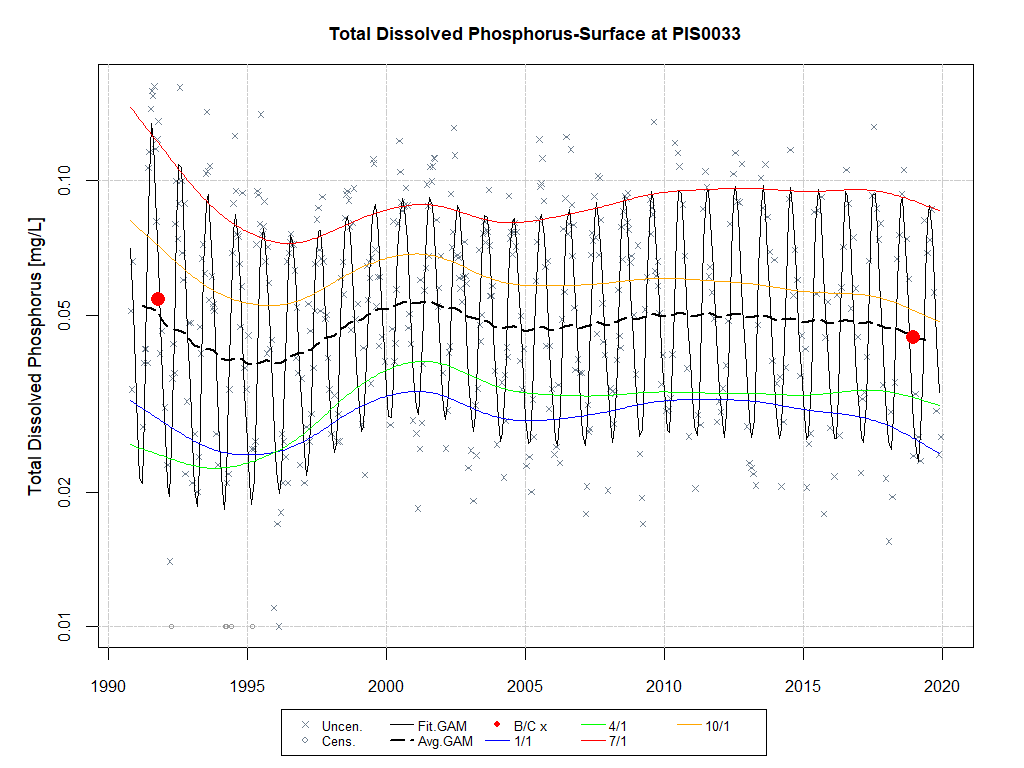 Total Dissolved Phosphorus-Surface at PIS0033
Total Dissolved Phosphorus [mg/L]
0.10
0.05
0.02
0.01
1990 1995 2000 2005 2010 2015 2020
Uncen. Fit.GAM B/C x 4/1 10/1
Cens. Avg.GAM 1/1 7/1